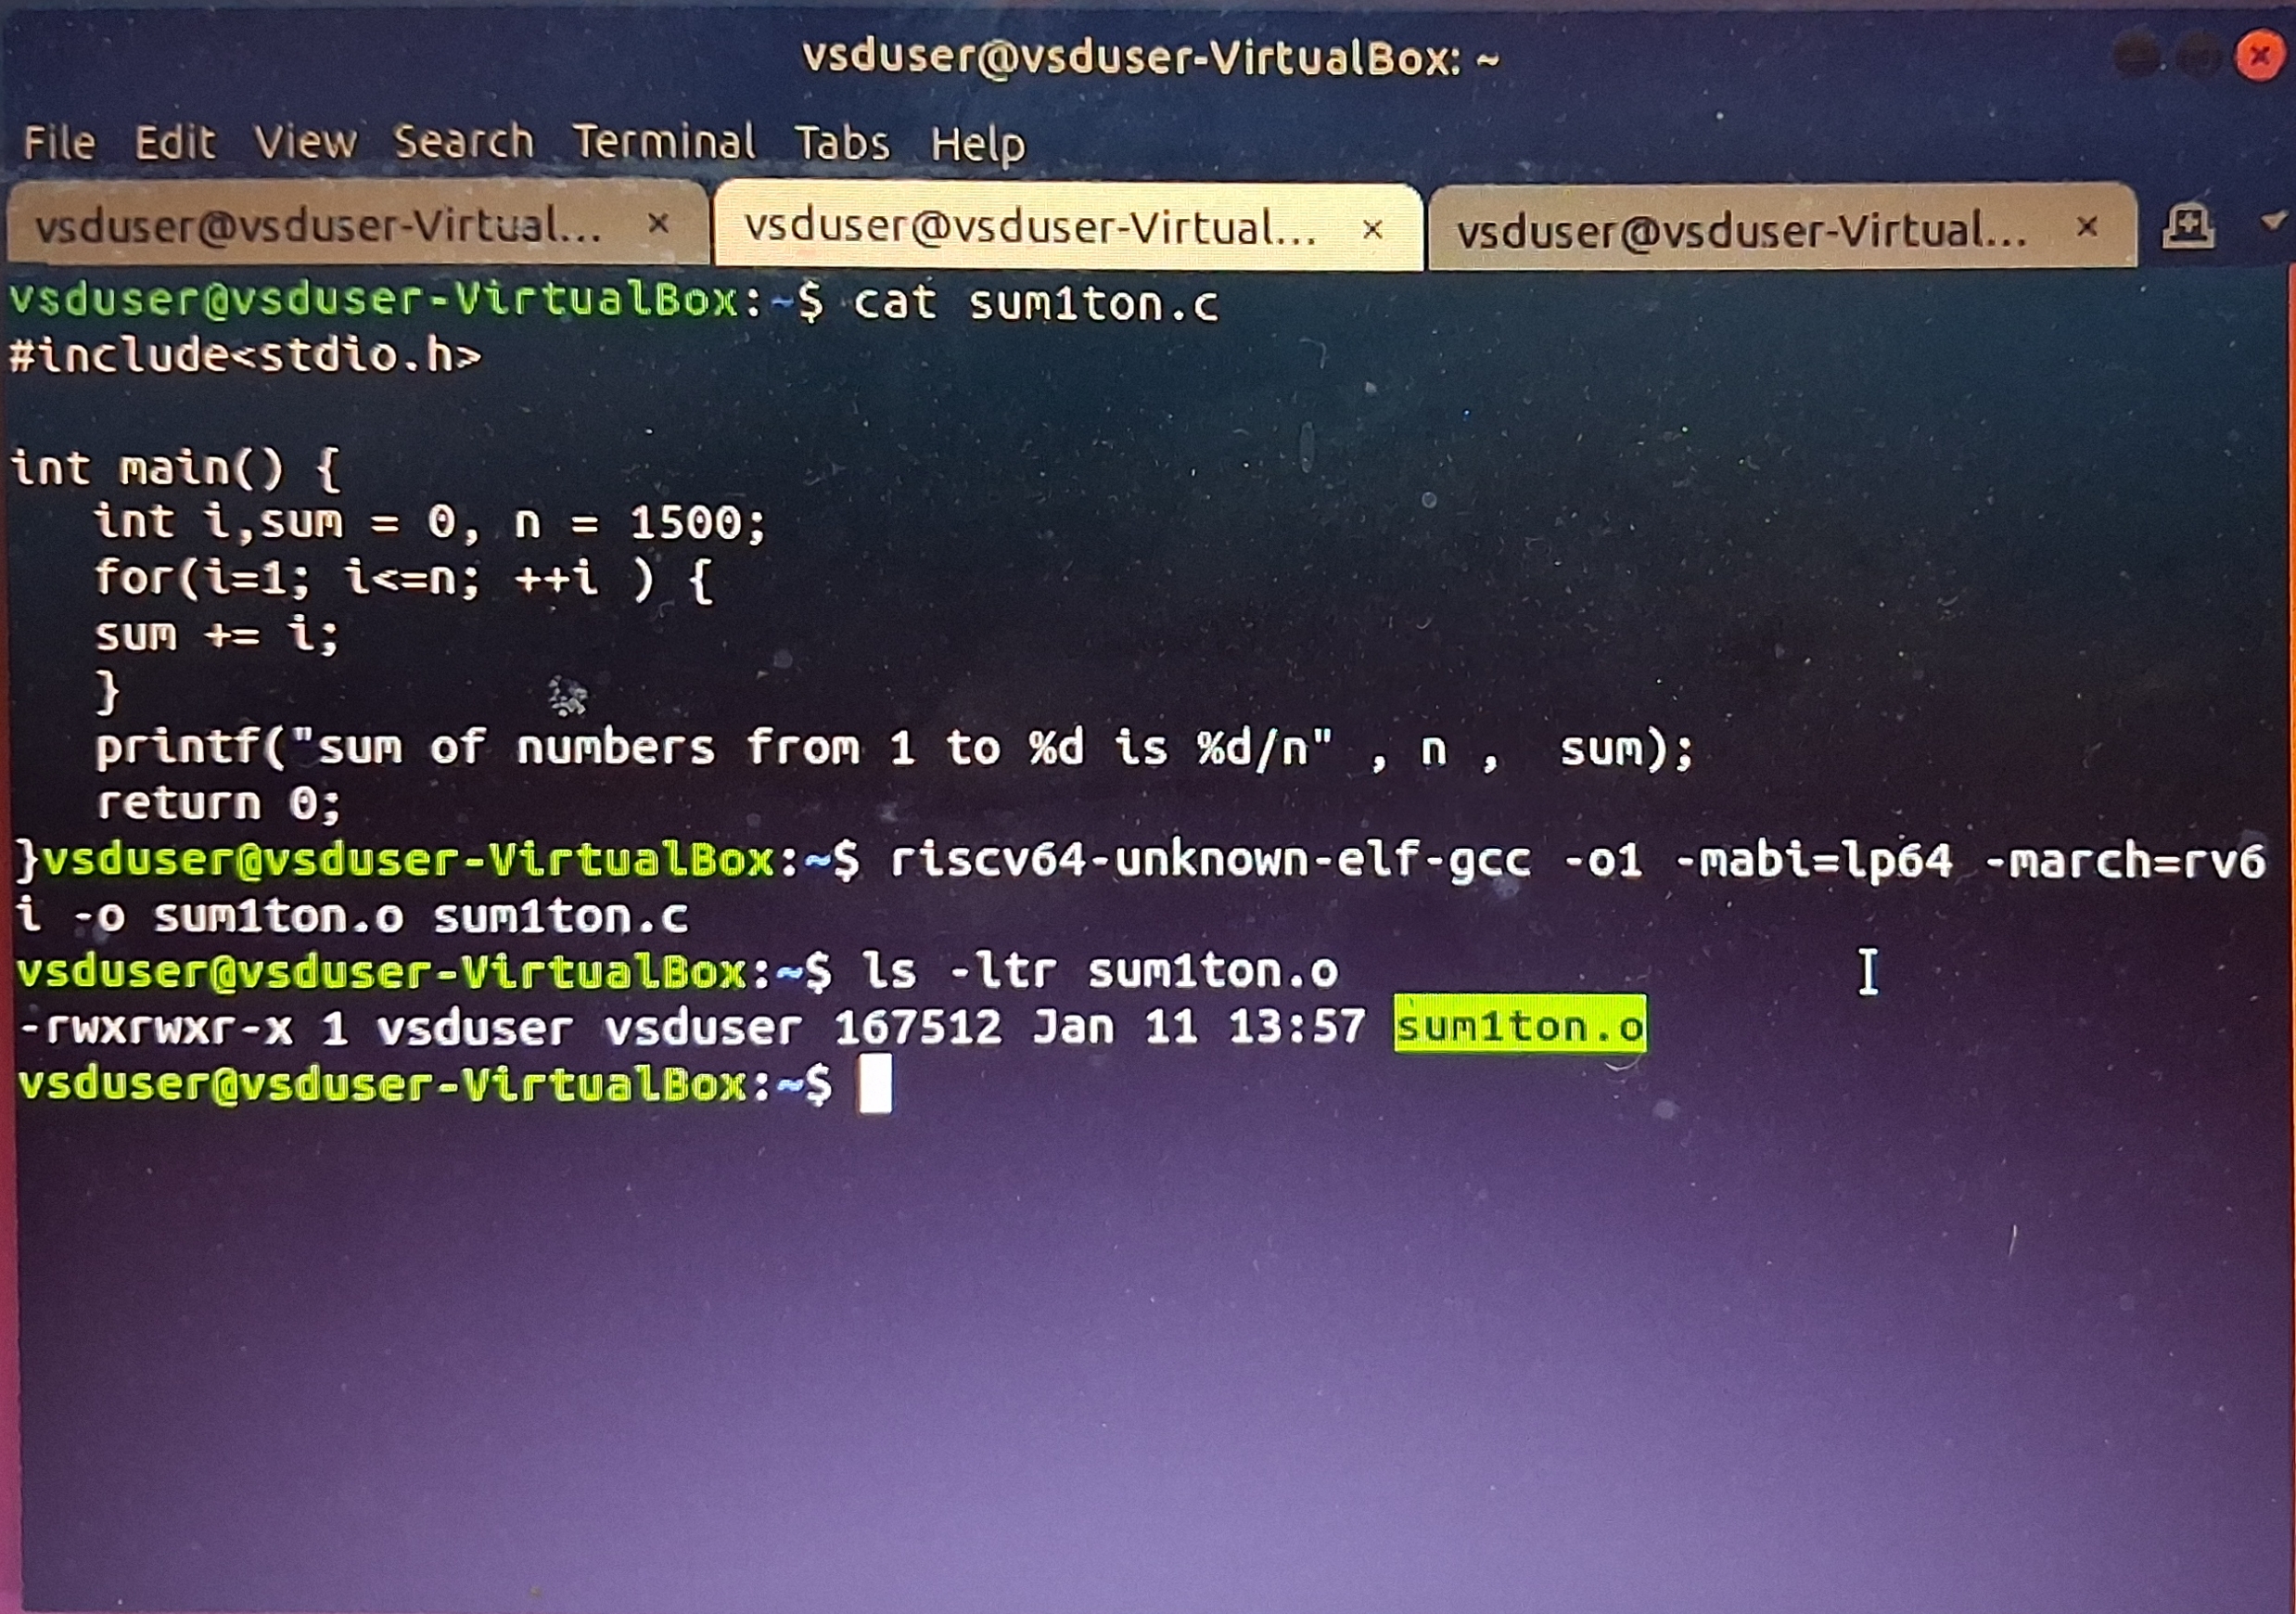 vsduser@vsduser-VirtualBox: ~
File Edit View Search Terminal Tabs Help
vsduser@vsduser-Virtual... × vsduser@vsduser-Virtual... × vsduser@vsduser-Virtual... ×
vsduser@vsduser-VirtualBox:~$ cat sum1ton.c
#include<stdio.h>
int main() {
   int i,sum = 0, n = 1500;
   for(i=1; i<=n; ++i ) {
   sum += i;
   }
   printf("sum of numbers from 1 to %d is %d/n" , n ,  sum);
   return 0;
}vsduser@vsduser-VirtualBox:~$ riscv64-unknown-elf-gcc -o1 -mabi=lp64 -march=rv6
i -o sum1ton.o sum1ton.c
vsduser@vsduser-VirtualBox:~$ ls -ltr sum1ton.o
-rwxrwxr-x 1 vsduser vsduser 167512 Jan 11 13:57 sum1ton.o
vsduser@vsduser-VirtualBox:~$